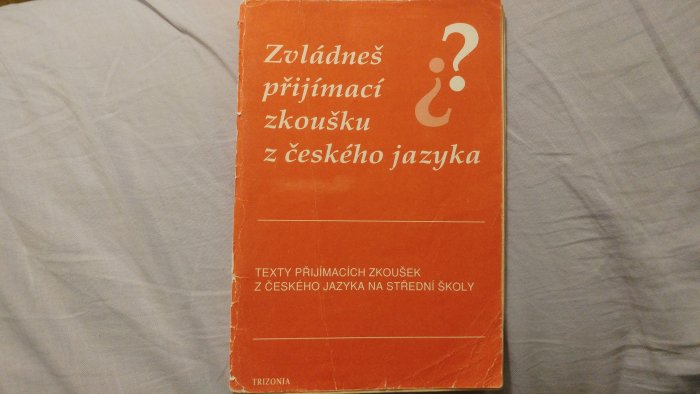 Zvládneš
přijímací
zkoušku
z českého jazyka
?
?
TEXTY PŘIJÍMACÍCH ZKOUŠEK
Z ČESKÉHO JAZYKA NA STŘEDNÍ ŠKOLY
TRIZONIA